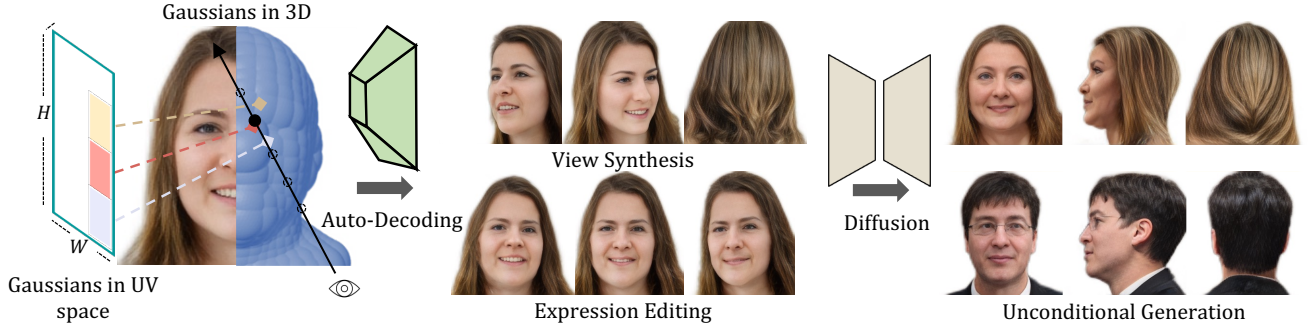 Gaussians in 3D
H
W
Gaussians in UV
space
Auto-Decoding
View Synthesis
Expression Editing
Diffusion
Unconditional Generation